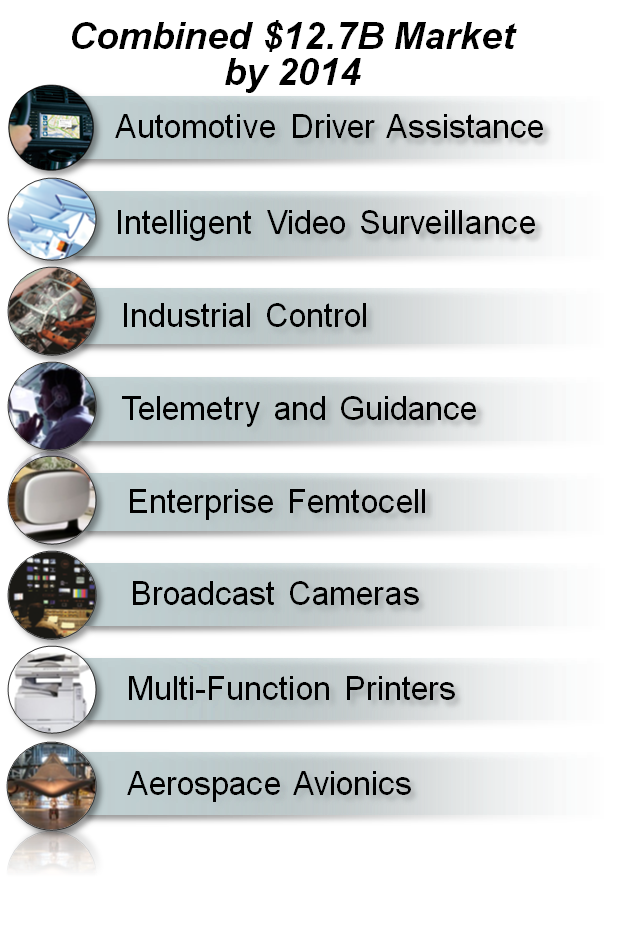 Combined $12.7B Market
by 2014
Automotive Driver Assistance
Intelligent Video Surveillance
Industrial Control
Telemetry and Guidance
Enterprise Femtocell
Broadcast Cameras
Multi-Function Printers
Aerospace Avionics